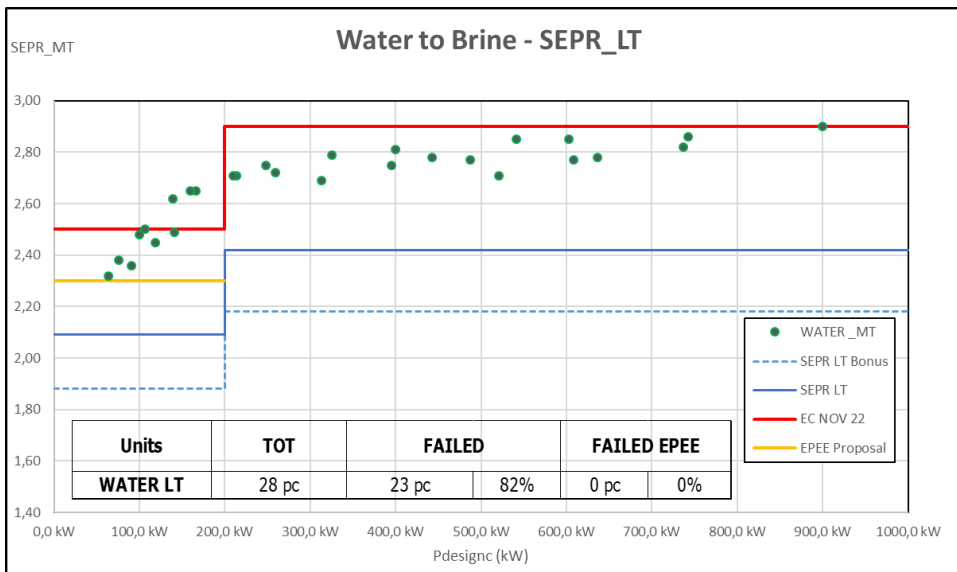 Water to Brine - SEPR_LT
SEPR_MT
3,00
2,80
2,60
2,40
2,20
2,00
1,80
1,60
1,40
0,0 kW 100,0 kW 200,0 kW 300,0 kW 400,0 kW 500,0 kW 600,0 kW 700,0 kW 800,0 kW 900,0 kW 1000,0 kW
Pdesignc (kW)
WATER _MT
SEPR LT Bonus
SEPR LT
EC NOV 22
EPEE Proposal
Units TOT FAILED FAILED EPEE
WATER LT 28 pc 23 pc 82% 0 pc 0%